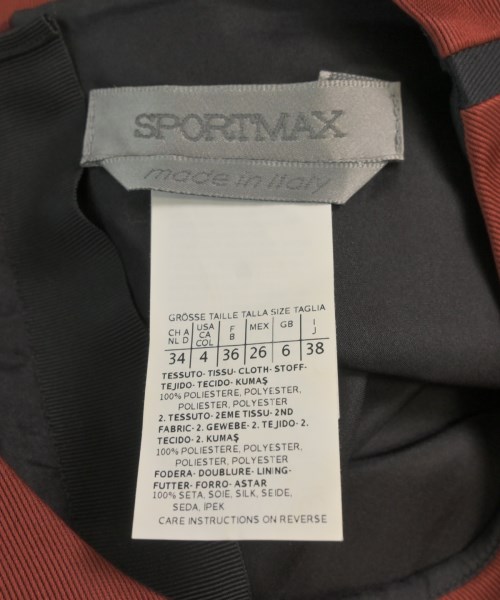 SPORTMAX
made in Italy
GRÖSSE TAILLE TALLA SIZE TAGLIA
CH A NL D | USA CA COL | F B | MEX | GB | I J
34 | 4 | 36 | 26 | 6 | 38
TESSUTO- TISSU- CLOTH- STOFF-
TEJIDO- TECIDO- KUMAŞ
100% POLIESTERE, POLYESTER,
POLIESTER, POLYESTER
2. TESSUTO- 2EME TISSU- 2ND
FABRIC- 2. GEWEBE- 2. TEJIDO- 2.
TECIDO- 2. KUMAŞ
100% POLIESTERE, POLYESTER,
POLIESTER, POLYESTER
FODERA- DOUBLURE- LINING-
FUTTER- FORRO- ASTAR
100% SETA, SOIE, SILK, SEIDE,
SEDA, IPEK
CARE INSTRUCTIONS ON REVERSE